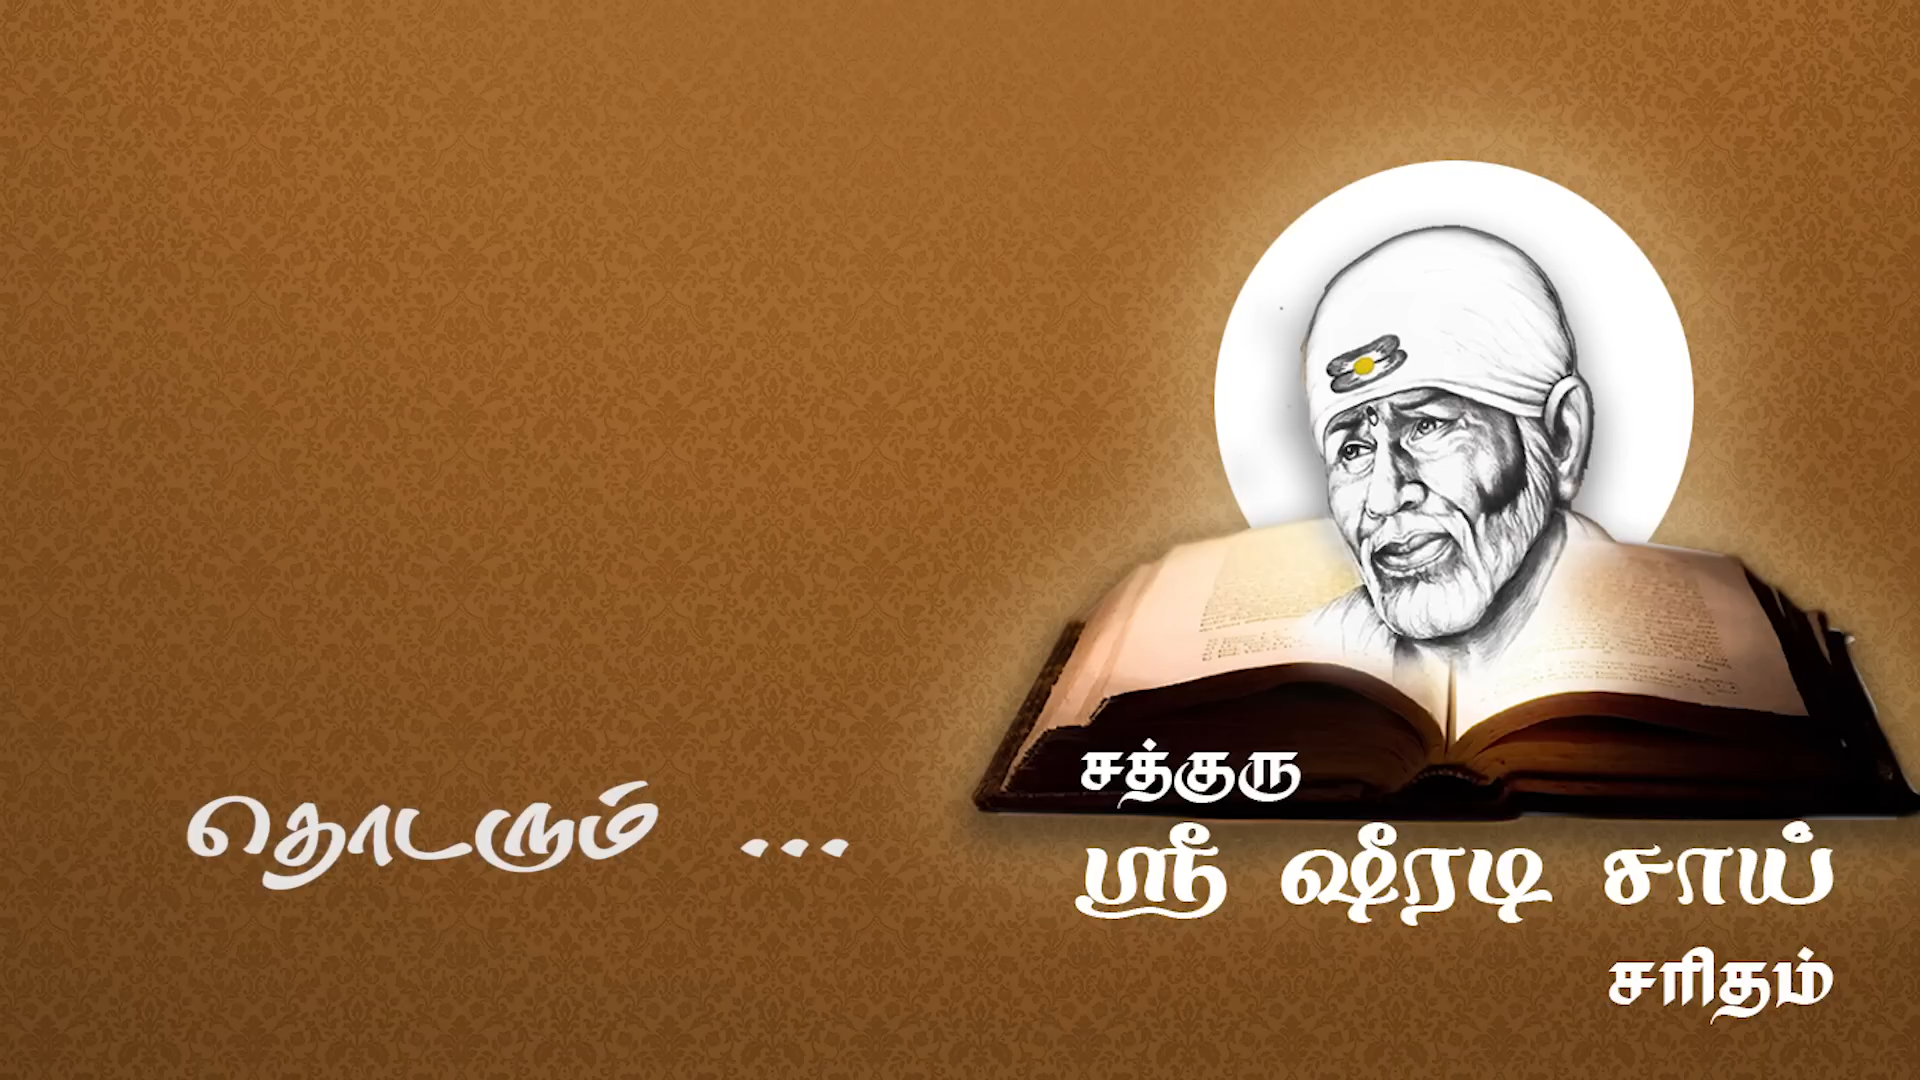 தொடரும் ...
சத்குரு
ஸ்ரீ ஷீரடி சாய்
சரிதம்